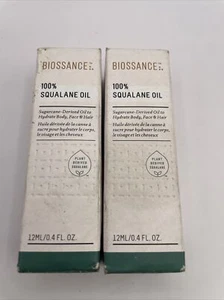 BIOSSANCE
100%
SQUALANE OIL
Sugarcane-Derived Oil to
Hydrate Body, Face & Hair
Huile dérivée de la canne à
sucre pour hydrater le corps,
le visage et les cheveux
PLANT
DERIVED
SQUALANE
12ML/0.4 FL. OZ.
BIOSSANCE
100%
SQUALANE OIL
Sugarcane-Derived Oil to
Hydrate Body, Face & Hair
Huile dérivée de la canne à
sucre pour hydrater le corps,
le visage et les cheveux
PLANT
DERIVED
SQUALANE
12ML/0.4 FL. OZ.